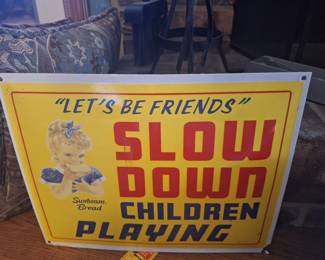 "LET'S BE FRIENDS"
SLOW
DOWN
Sunbeam
Bread
CHILDREN
PLAYING